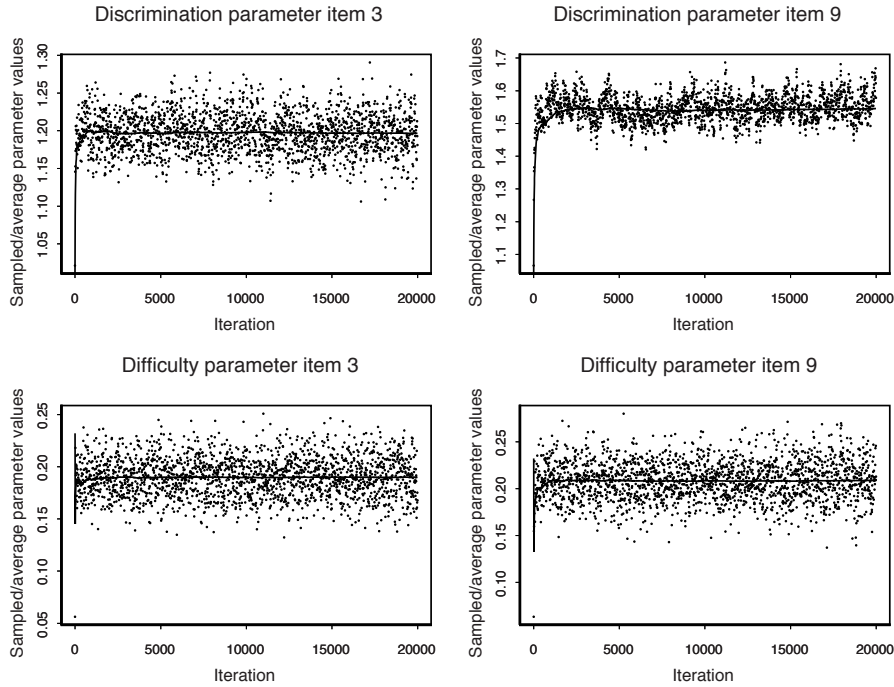 Discrimination parameter item 3
Sampled/average parameter values
1.30
1.25
1.20
1.15
1.10
1.05
0 5000 10000 15000 20000
Iteration
Discrimination parameter item 9
Sampled/average parameter values
1.7
1.6
1.5
1.4
1.3
1.2
1.1
0 5000 10000 15000 20000
Iteration
Difficulty parameter item 3
Sampled/average parameter values
0.25
0.20
0.15
0.10
0.05
0 5000 10000 15000 20000
Iteration
Difficulty parameter item 9
Sampled/average parameter values
0.25
0.20
0.15
0.10
0 5000 10000 15000 20000
Iteration